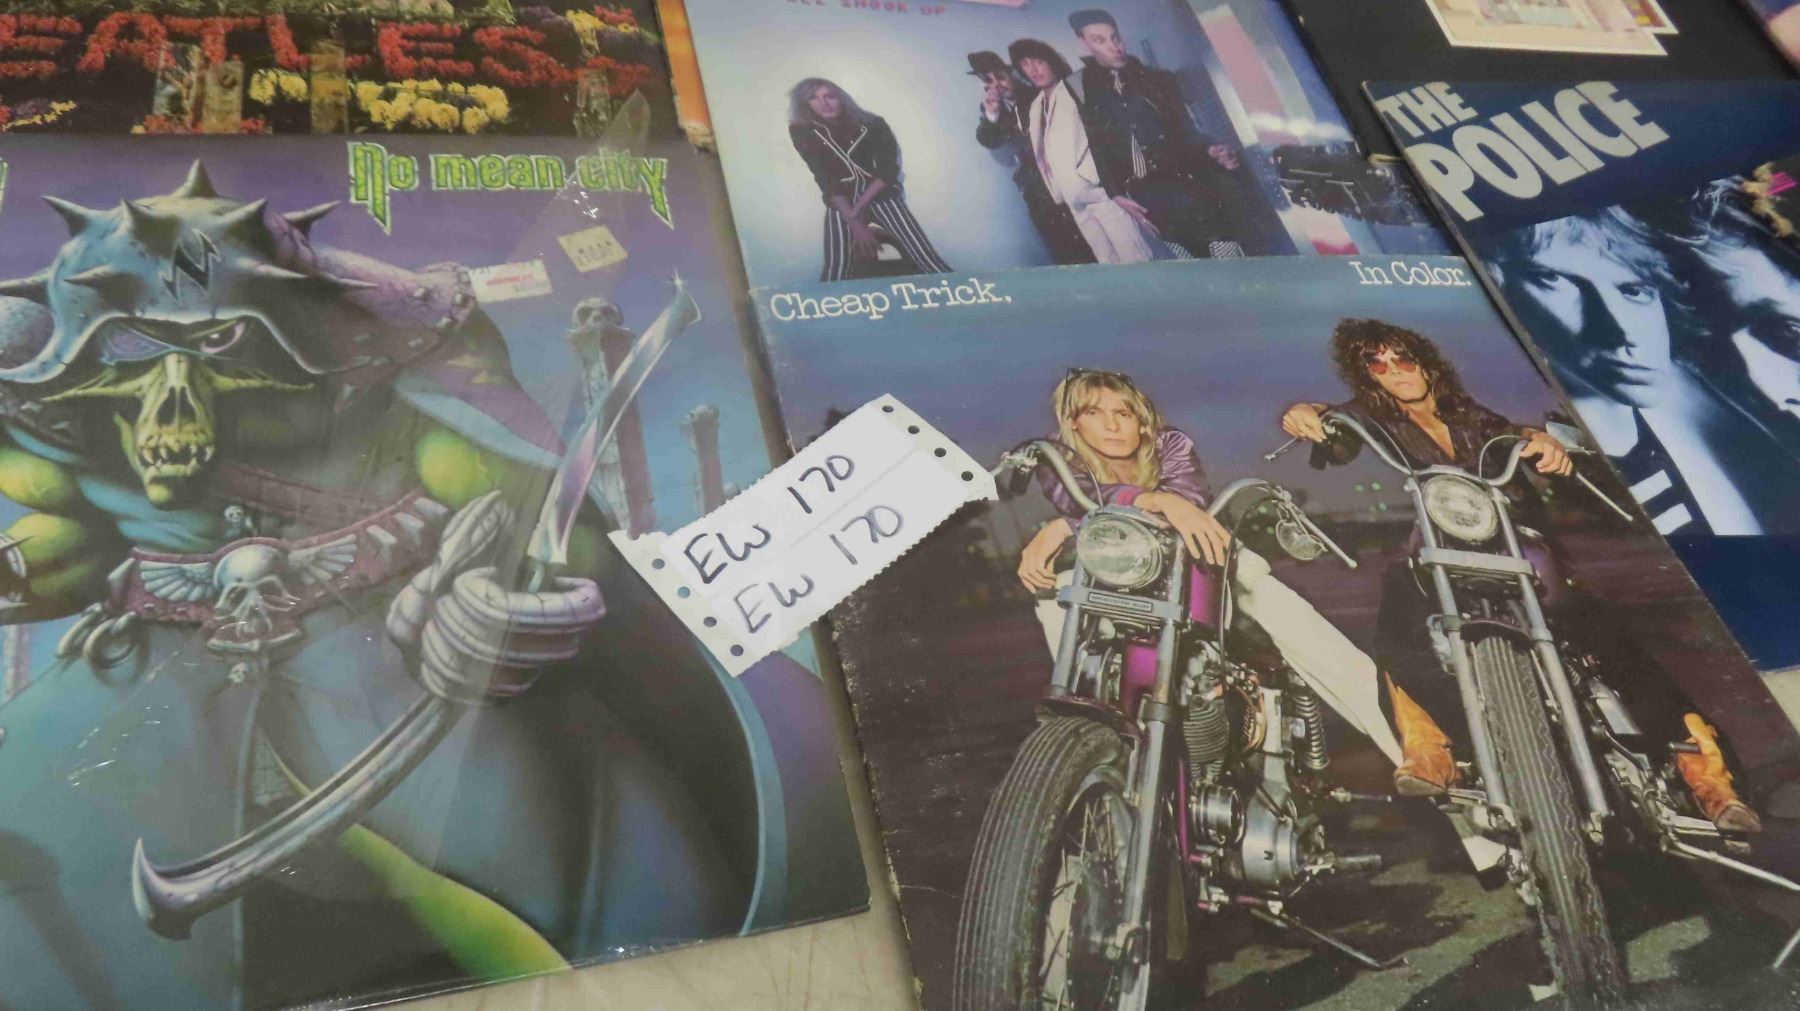 EATLES
ALL SHOOK UP
No mean city
THE
POLICE
Cheap Trick.
In Color.
EW 170
EW 170